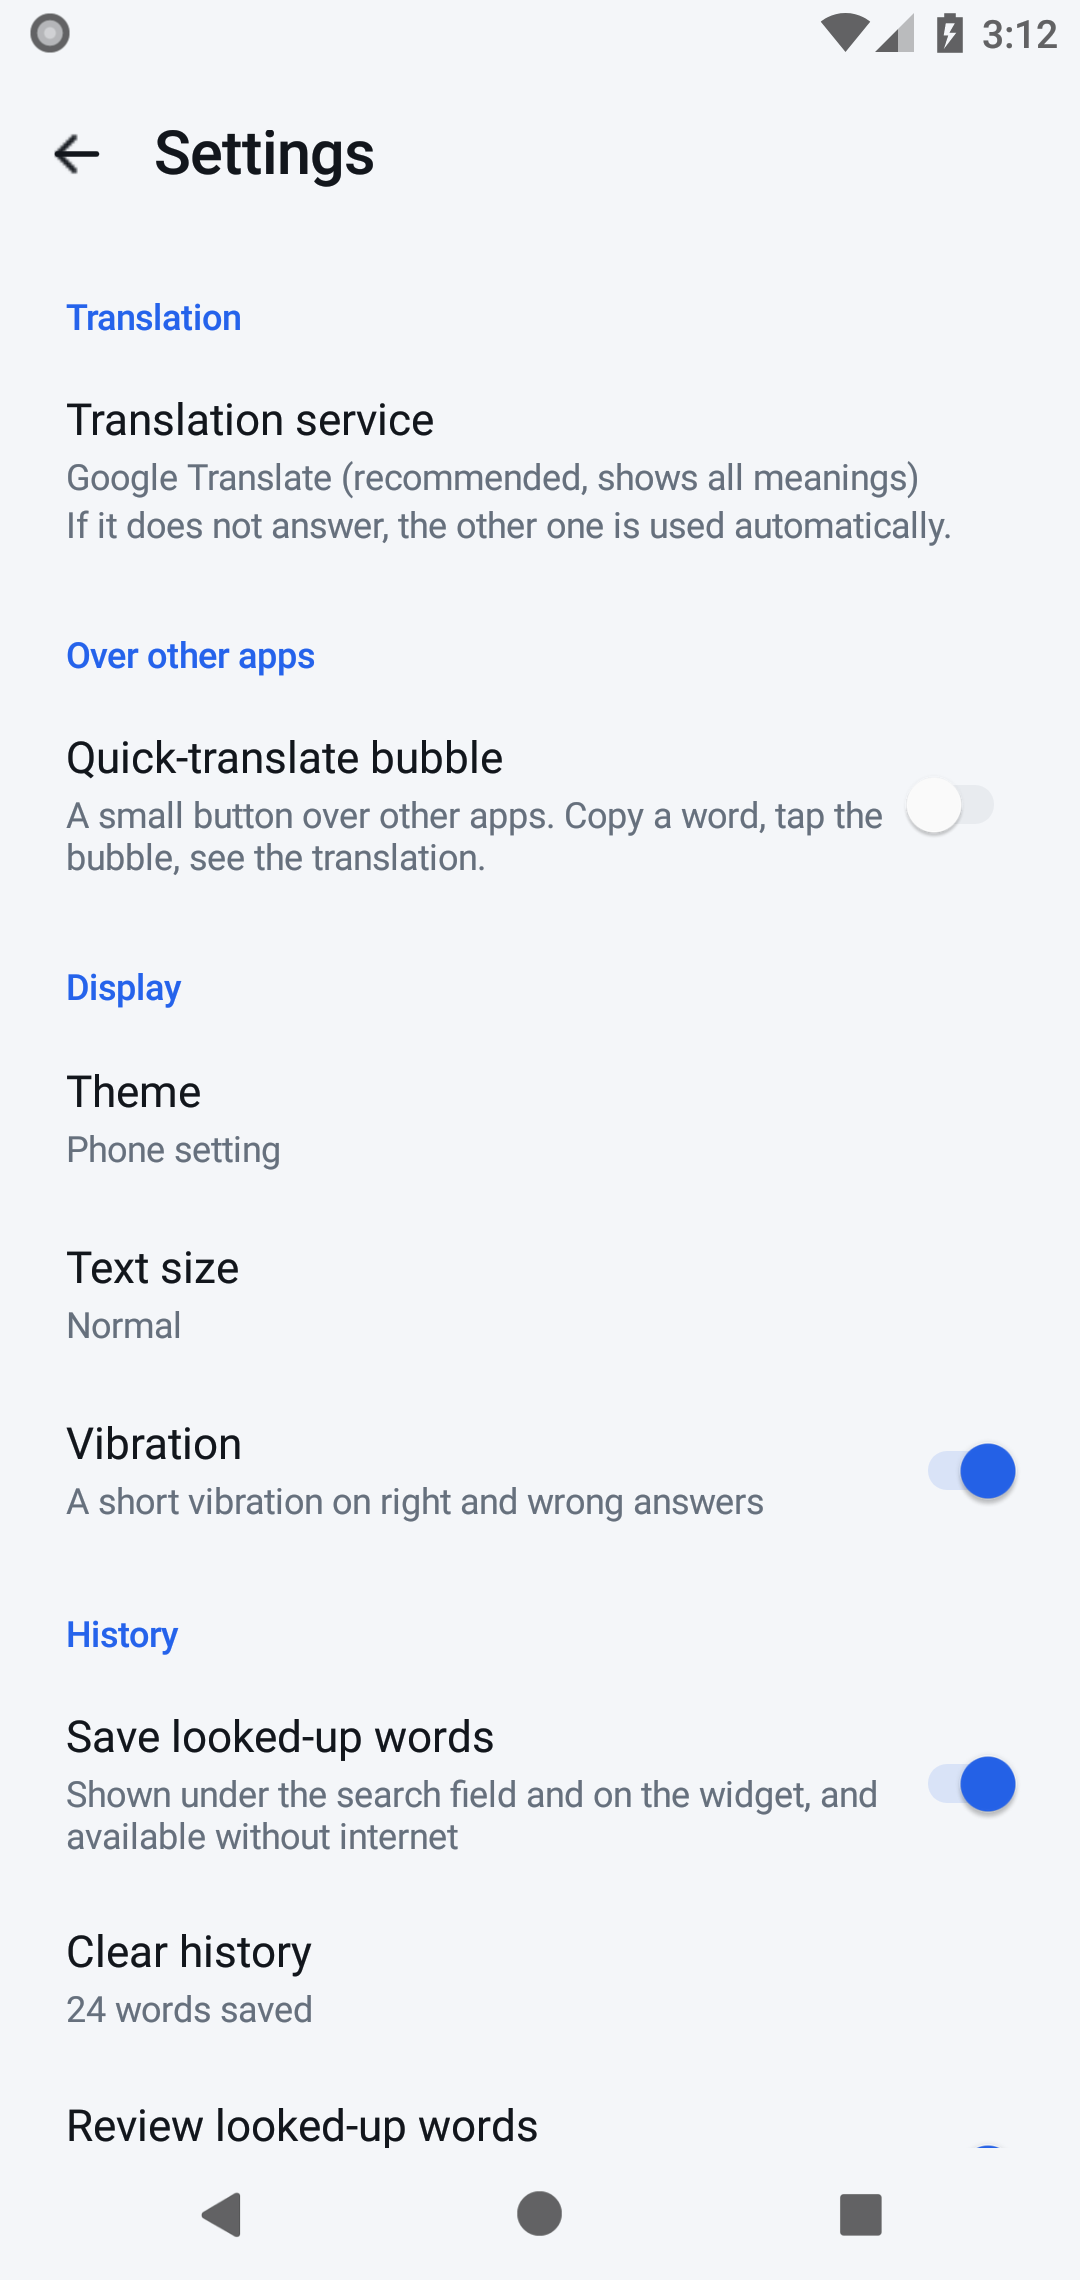 3:12
Settings
Translation
Translation service
Google Translate (recommended, shows all meanings)
If it does not answer, the other one is used automatically.
Over other apps
Quick-translate bubble
A small button over other apps. Copy a word, tap the
bubble, see the translation.
Display
Theme
Phone setting
Text size
Normal
Vibration
A short vibration on right and wrong answers
History
Save looked-up words
Shown under the search field and on the widget, and
available without internet
Clear history
24 words saved
Review looked-up words